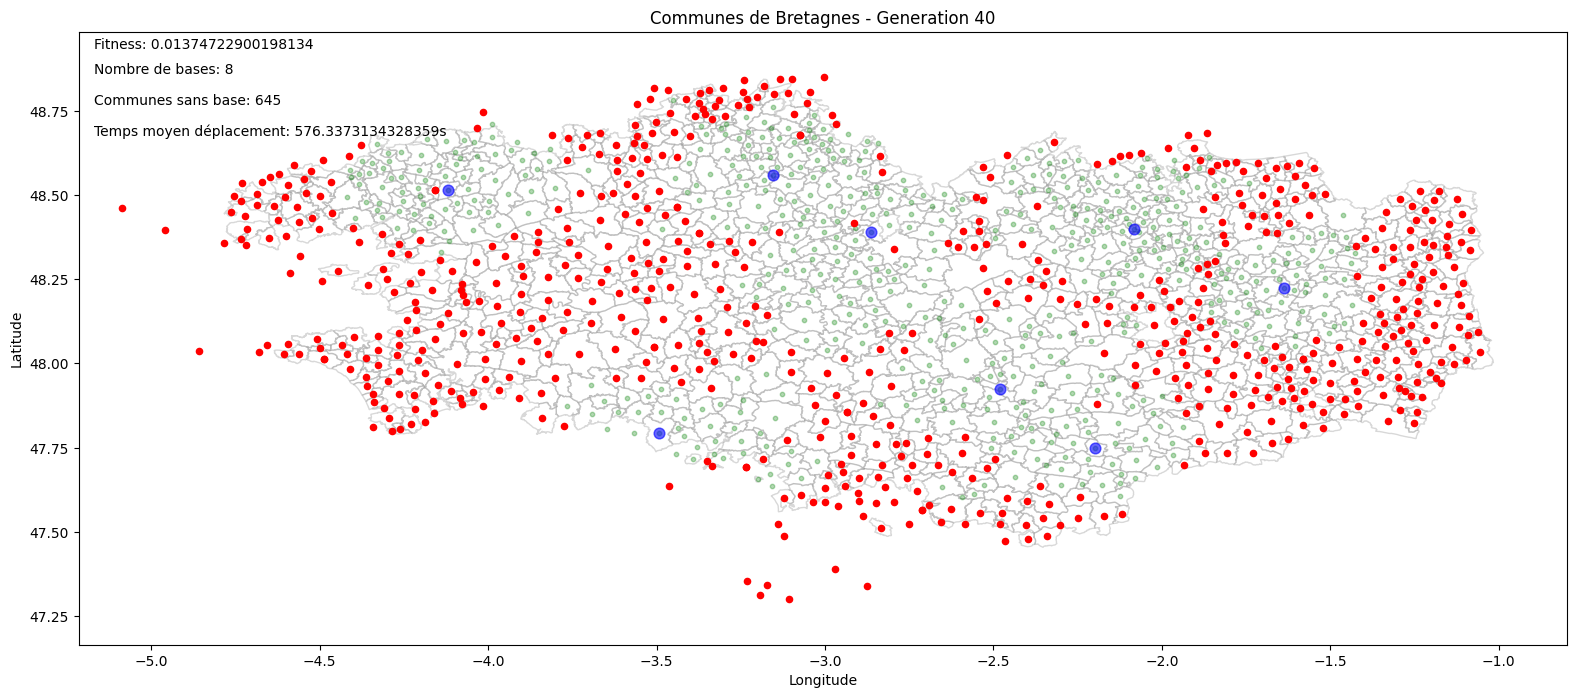 Communes de Bretagnes - Generation 40
Fitness: 0.01374722900198134
Nombre de bases: 8
Communes sans base: 645
Temps moyen déplacement: 576.3373134328359s
Latitude
48.75
48.50
48.25
48.00
47.75
47.50
47.25
−5.0 −4.5 −4.0 −3.5 −3.0 −2.5 −2.0 −1.5 −1.0
Longitude